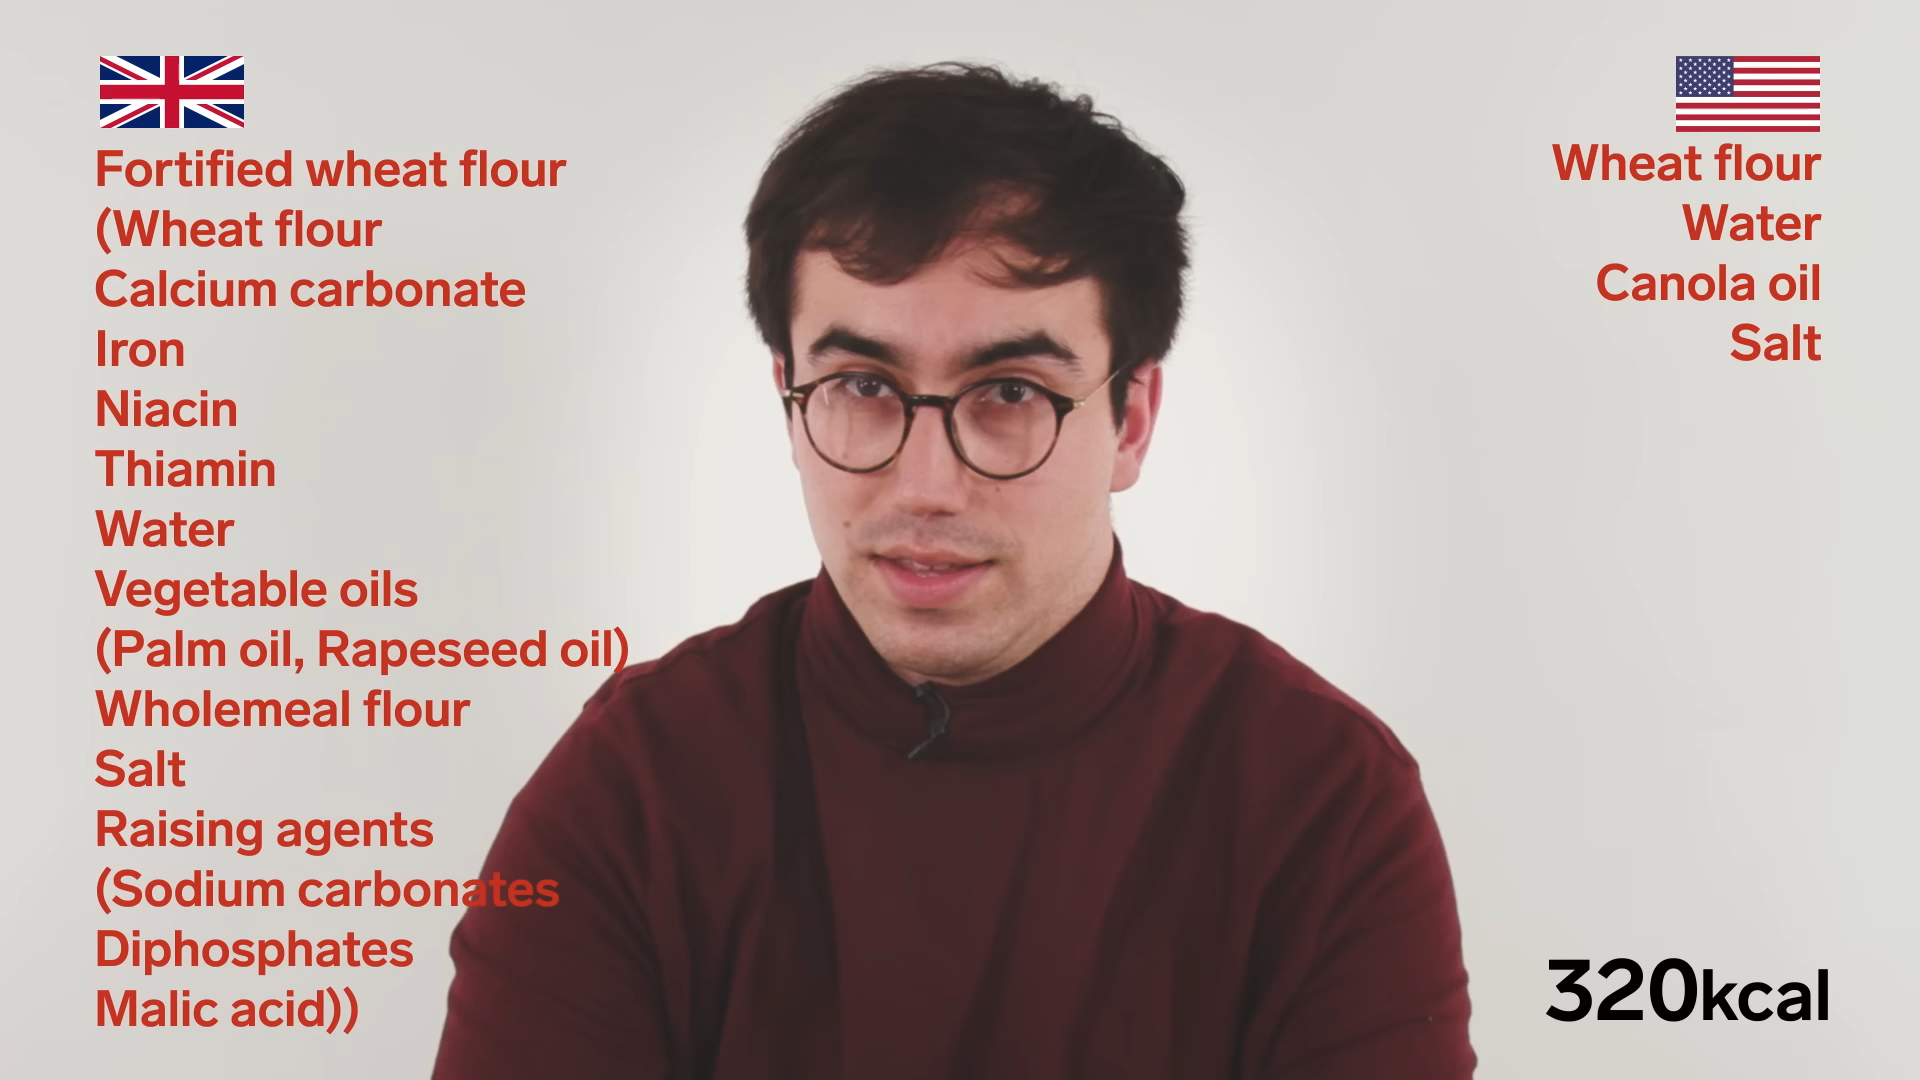 Fortified wheat flour
(Wheat flour
Calcium carbonate
Iron
Niacin
Thiamin
Water
Vegetable oils
(Palm oil, Rapeseed oil)
Wholemeal flour
Salt
Raising agents
(Sodium carbonates
Diphosphates
Malic acid))
Wheat flour
Water
Canola oil
Salt
320kcal